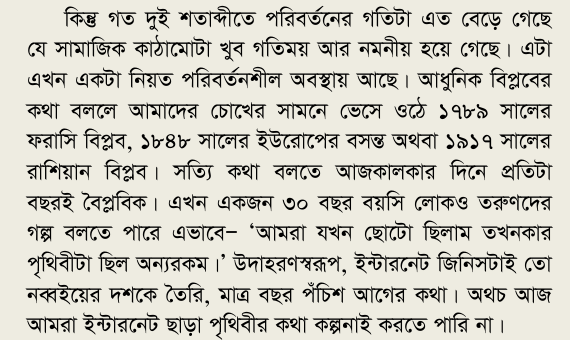 কিন্তু গত দুই শতাব্দীতে পরিবর্তনের গতিটা এত বেড়ে গেছে
যে সামাজিক কাঠামোটা খুব গতিময় আর নমনীয় হয়ে গেছে। এটা
এখন একটা নিয়ত পরিবর্তনশীল অবস্থায় আছে। আধুনিক বিপ্লবের
কথা বললে আমাদের চোখের সামনে ভেসে ওঠে ১৭৮৯ সালের
ফরাসি বিপ্লব, ১৮৪৮ সালের ইউরোপের বসন্ত অথবা ১৯১৭ সালের
রাশিয়ান বিপ্লব। সত্যি কথা বলতে আজকালকার দিনে প্রতিটা
বছরই বৈপ্লবিক। এখন একজন ৩০ বছর বয়সি লোকও তরুণদের
গল্প বলতে পারে এভাবে– ‘আমরা যখন ছোটো ছিলাম তখনকার
পৃথিবীটা ছিল অন্যরকম।’ উদাহরণস্বরূপ, ইন্টারনেট জিনিসটাই তো
নব্বইয়ের দশকে তৈরি, মাত্র বছর পঁচিশ আগের কথা। অথচ আজ
আমরা ইন্টারনেট ছাড়া পৃথিবীর কথা কল্পনাই করতে পারি না।